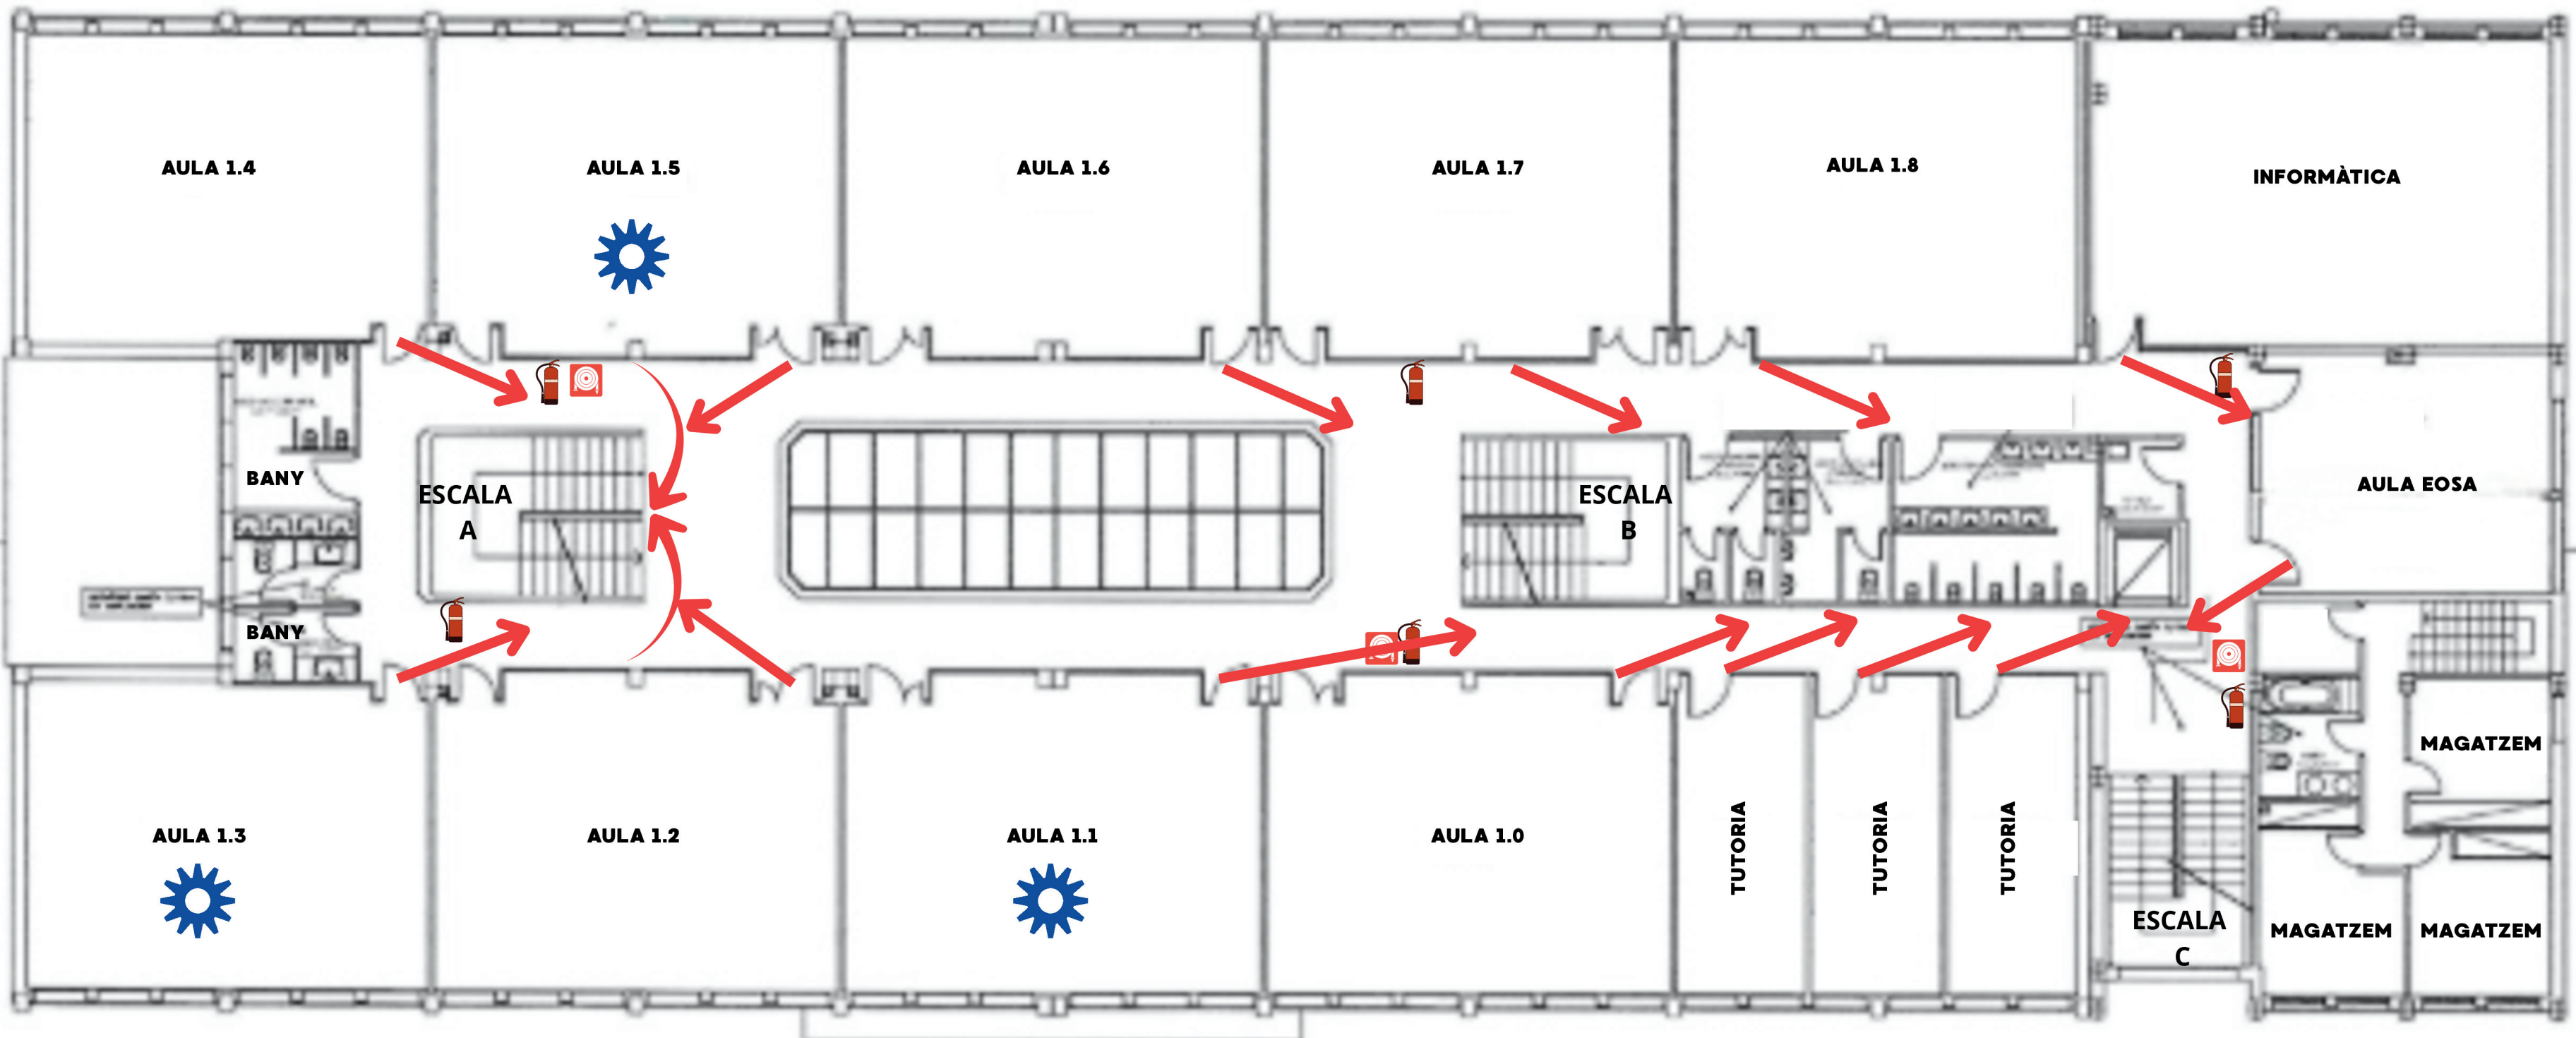 AULA 1.4
AULA 1.5
AULA 1.6
AULA 1.7
AULA 1.8
INFORMÀTICA
BANY
ESCALA
A
ESCALA
B
AULA EOSA
BANY
MAGATZEM
AULA 1.3
AULA 1.2
AULA 1.1
AULA 1.0
TUTORIA
TUTORIA
TUTORIA
ESCALA
C
MAGATZEM
MAGATZEM